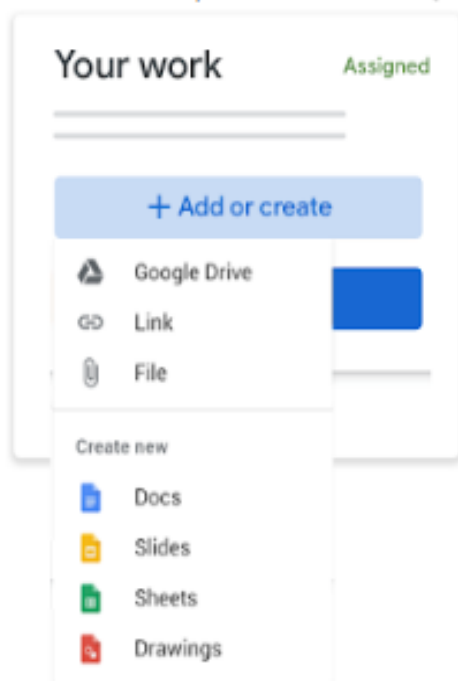 Your work
Assigned
+ Add or create
Google Drive
Link
File
Create new
Docs
Slides
Sheets
Drawings